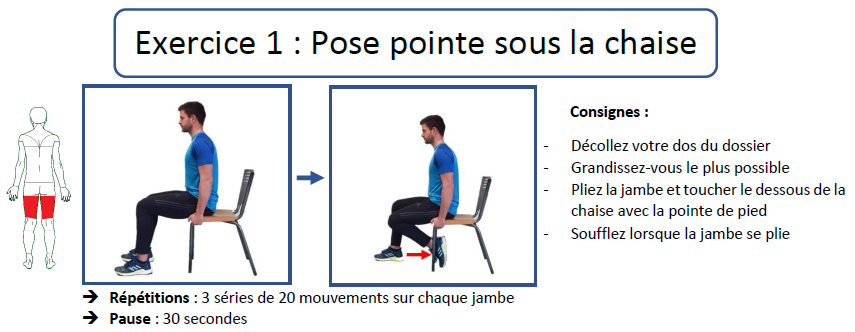 Exercice 1 : Pose pointe sous la chaise
Consignes :
- Décollez votre dos du dossier
- Grandissez-vous le plus possible
- Pliez la jambe et toucher le dessous de la
chaise avec la pointe de pied
- Soufflez lorsque la jambe se plie
➔ Répétitions : 3 séries de 20 mouvements sur chaque jambe
➔ Pause : 30 secondes